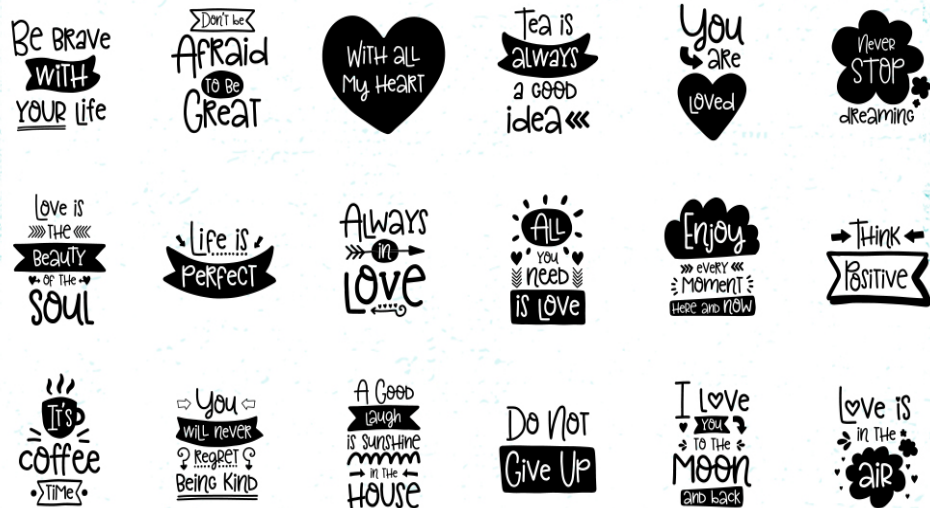 Be Brave
with
your Life
Don't be
Afraid
to Be
Great
With all
My Heart
Tea is
always
a good
idea
You
are
Loved
Never
STOP
dreaming
Love is
the
Beauty
of the
soul
Life is
Perfect
Always
in
Love
All
you
need
is Love
Enjoy
every
Moment
Here and now
Think
Positive
It's
coffee
Time
You
will never
Regret
Being Kind
A Good
Laugh
is sunshine
in the
House
Do Not
Give Up
I Love
you
to the
Moon
and back
Love is
in the
air